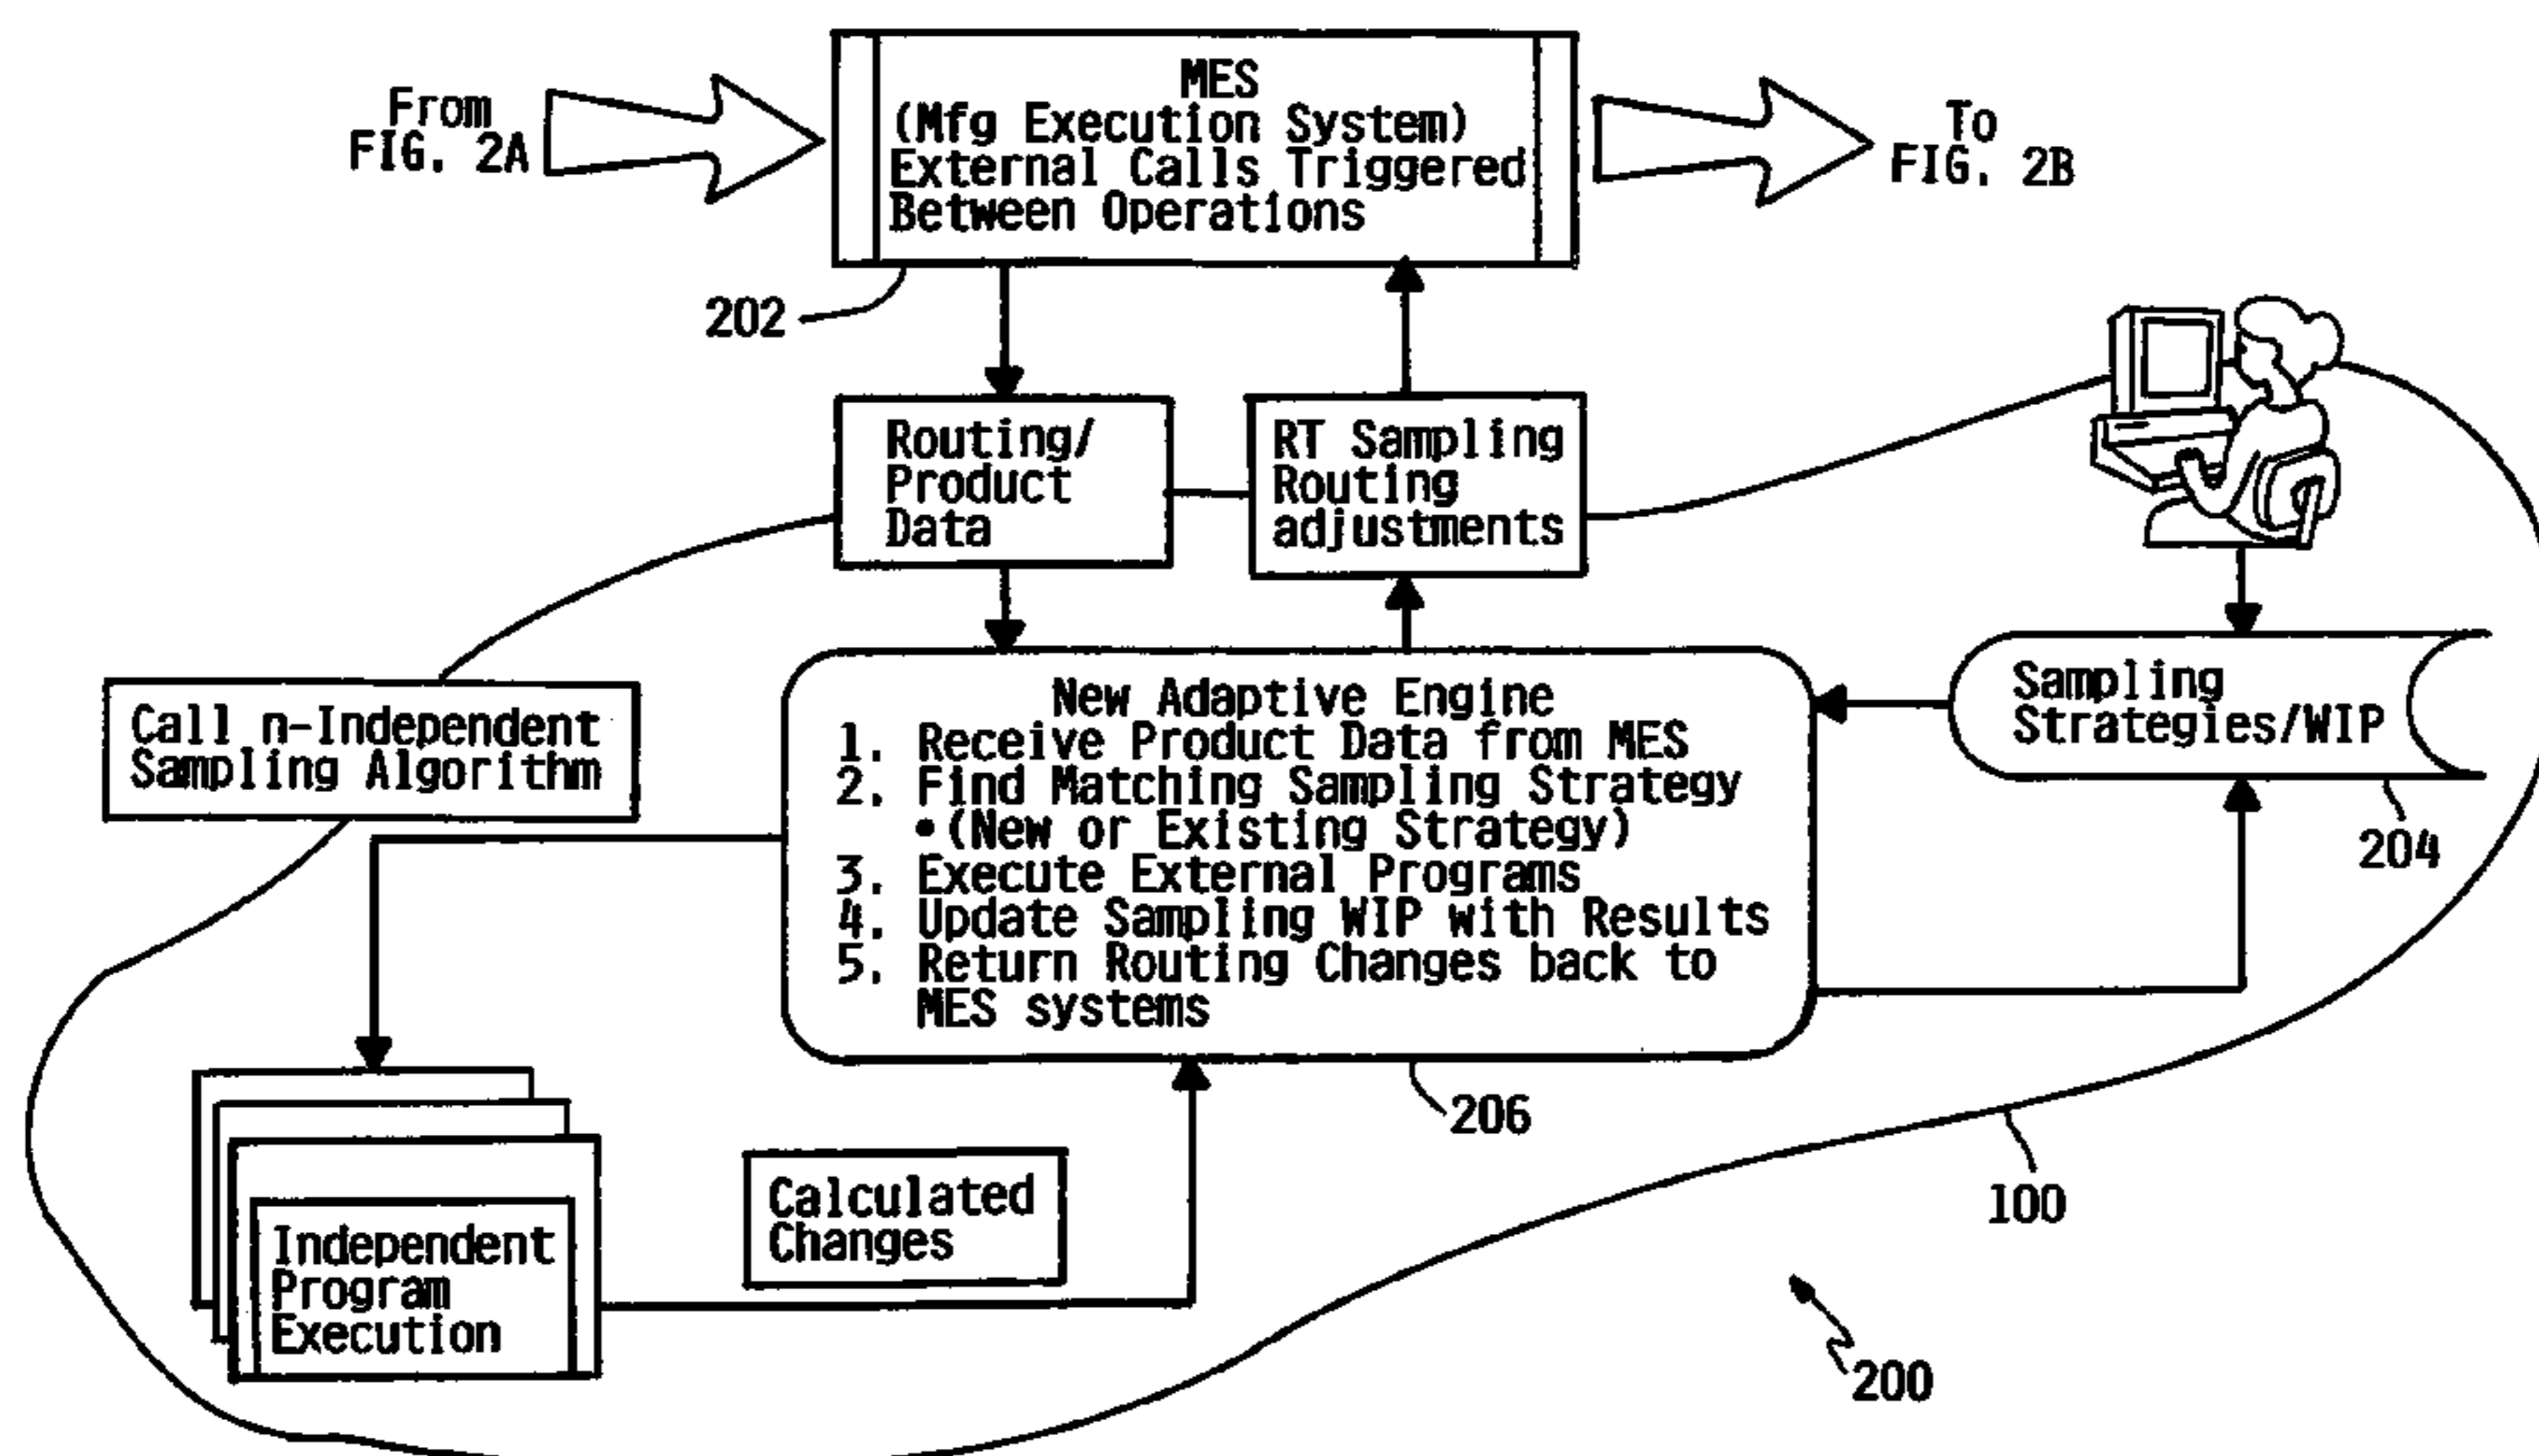 From
FIG. 2A
MES
(Mfg Execution System)
External Calls Triggered
Between Operations
To
FIG. 2B
202
Routing/
Product
Data
RT Sampling
Routing
adjustments
Call n-Independent
Sampling Algorithm
New Adaptive Engine
1. Receive Product Data from MES
2. Find Matching Sampling Strategy
•(New or Existing Strategy)
3. Execute External Programs
4. Update Sampling WIP with Results
5. Return Routing Changes back to
MES systems
Sampling
Strategies/WIP
204
206
100
Calculated
Changes
Independent
Program
Execution
200